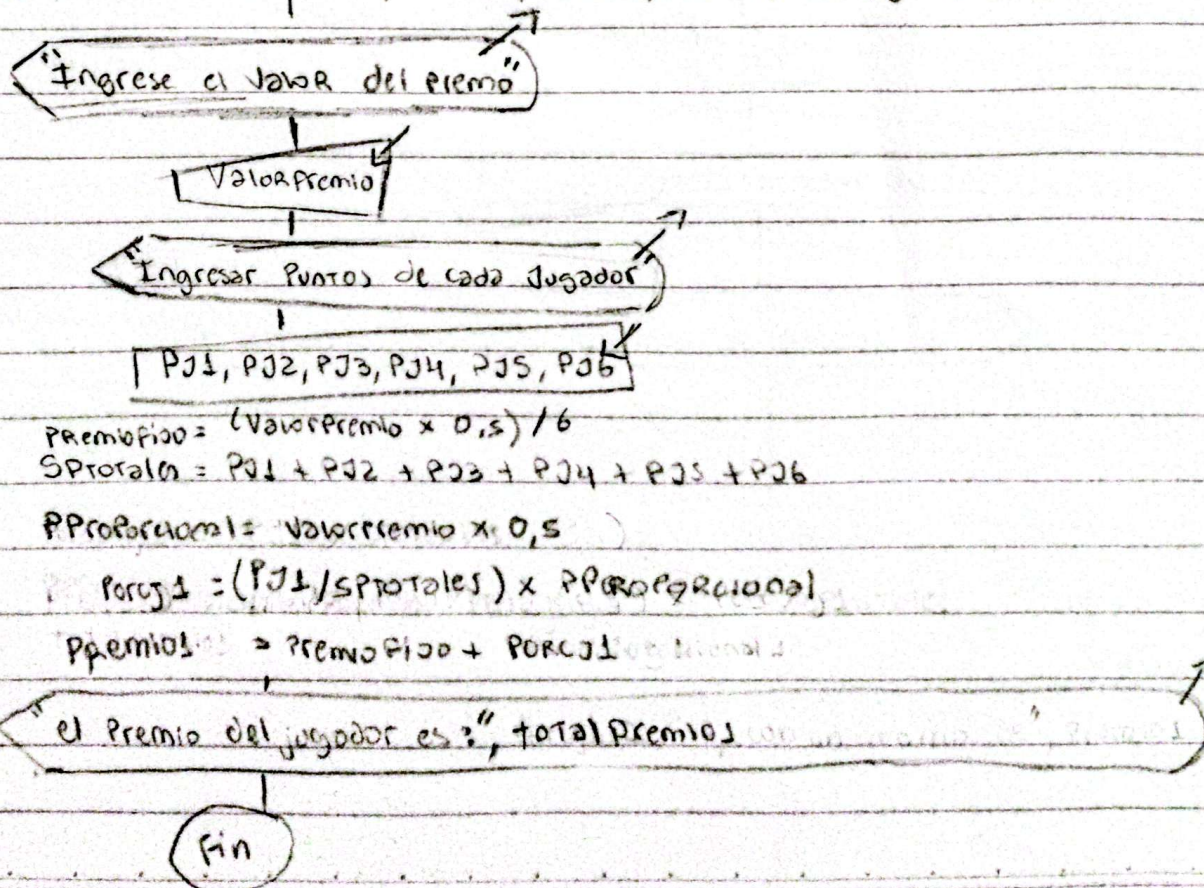 "Ingrese el valoR del premo"
ValoRPremio
"Ingresar PunTos de cada Jugador"
PJ1, PJ2, PJ3, PJ4, PJ5, PJ6
PRemioFijo = (ValorPremio x 0,5) / 6
SPTotales = PJ1 + PJ2 + PJ3 + PJ4 + PJ5 + PJ6
PProporcional = Valorpremio x 0,5
Porcj1 = (PJ1/SPTOTales) x PPROPORcional
Premio1 = PremioFijo + PORCJ1
"el Premio del jugador es:", totalpremio1
Fin